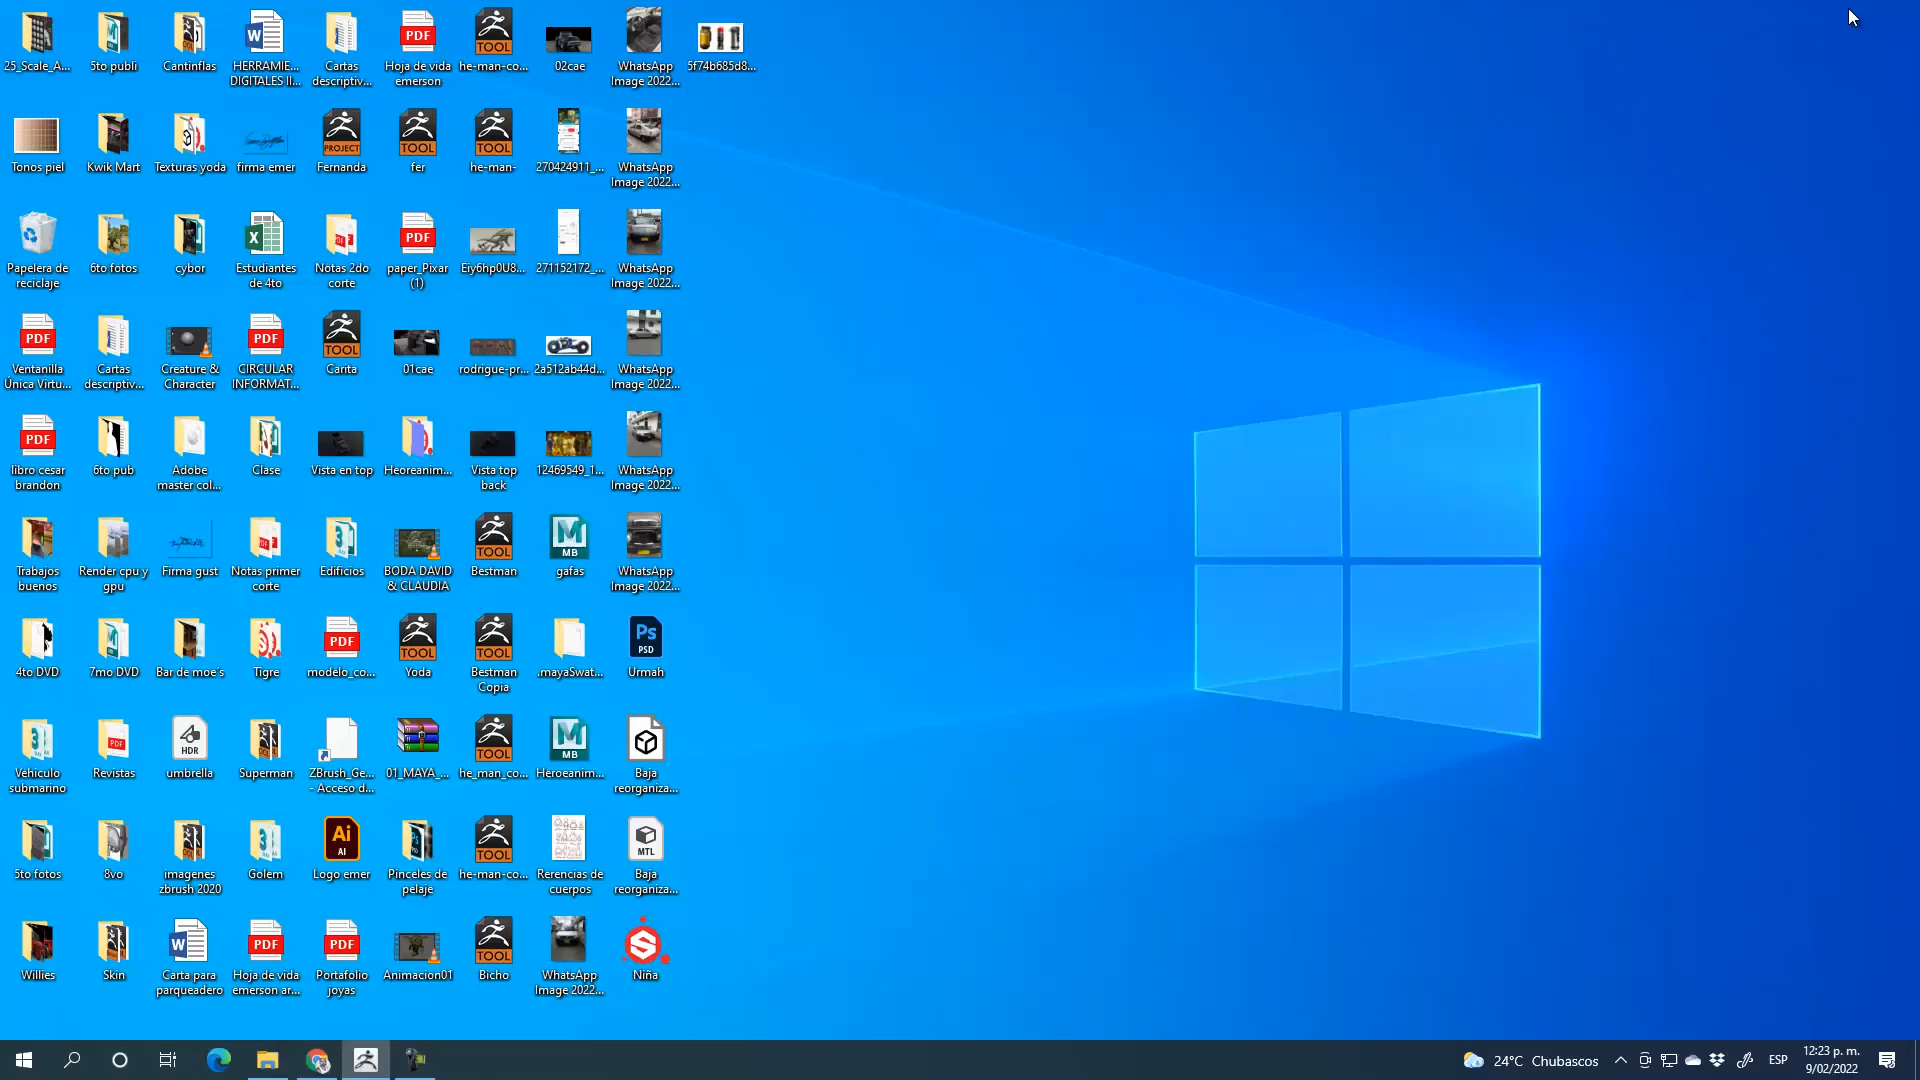 25_Scale_A...
5to publi
Cantinflas
HERRAMIE...
DIGITALES II...
Cartas
descriptiv...
Hoja de vida
emerson
he-man-co...
02cae
WhatsApp
Image 2022...
5f74b685d8...
Tonos piel
Kwik Mart
Texturas yoda
firma emer
Fernanda
fer
he-man-
270424911_...
WhatsApp
Image 2022...
Papelera de
reciclaje
6to fotos
cybor
Estudiantes
de 4to
Notas 2do
corte
paper_Pixar
(1)
Eiy6hp0U8...
271152172_...
WhatsApp
Image 2022...
Ventanilla
Única Virtu...
Cartas
descriptiv...
Creature &
Character
CIRCULAR
INFORMAT...
Carita
01cae
rodrigue-pr...
2a512ab44d...
WhatsApp
Image 2022...
libro cesar
brandon
6to pub
Adobe
master col...
Clase
Vista en top
Heoreanim...
Vista top
back
12469549_1...
WhatsApp
Image 2022...
Trabajos
buenos
Render cpu y
gpu
Firma gust
Notas primer
corte
Edificios
BODA DAVID
& CLAUDIA
Bestman
gafas
WhatsApp
Image 2022...
4to DVD
7mo DVD
Bar de moe´s
Tigre
modelo_co...
Yoda
Bestman
Copia
.mayaSwat...
Urmah
Vehiculo
submarino
Revistas
umbrella
Superman
ZBrush_Ge...
- Acceso d...
01_MAYA_...
he_man_co...
Heroeanim...
Baja
reorganiza...
5to fotos
8vo
imagenes
zbrush 2020
Golem
Logo emer
Pinceles de
pelaje
he-man-co...
Rerencias de
cuerpos
Baja
reorganiza...
Willies
Skin
Carta para
parqueadero
Hoja de vida
emerson ar...
Portafolio
joyas
Animacion01
Bicho
WhatsApp
Image 2022...
Niña
24°C Chubascos
ESP
12:23 p. m.
9/02/2022